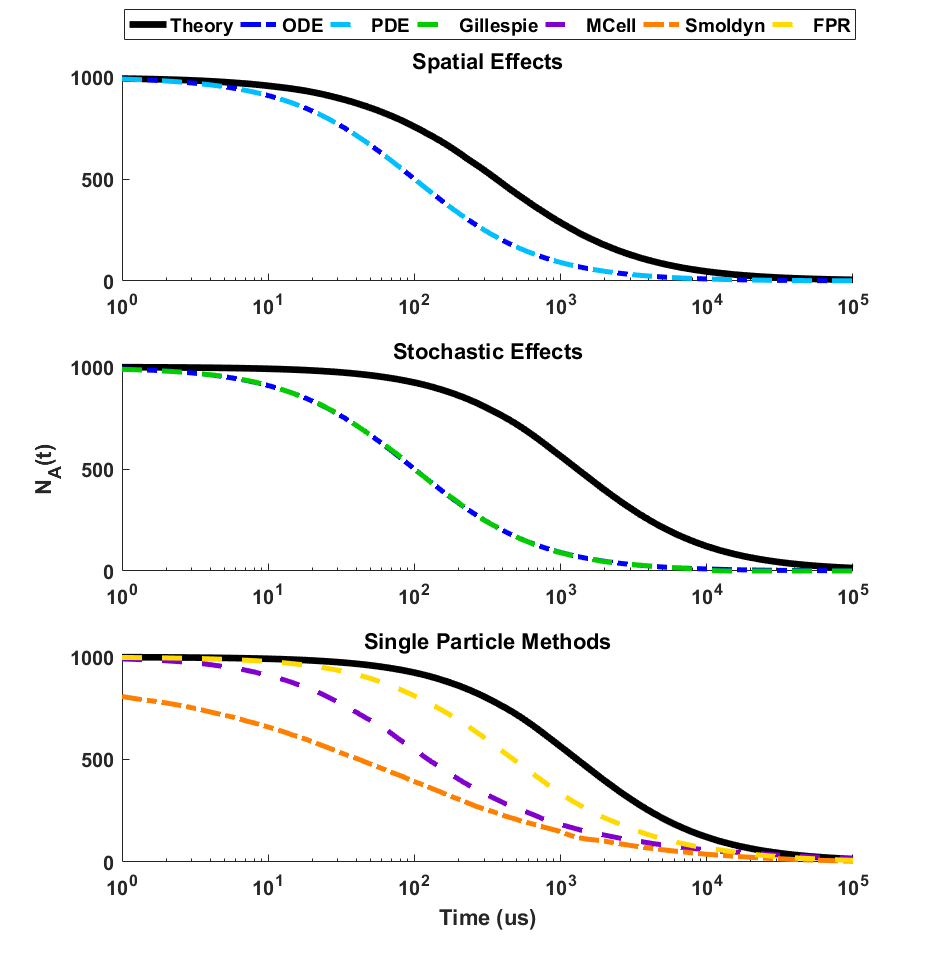 Theory ODE PDE Gillespie MCell Smoldyn FPR
Spatial Effects
1000
500
0
10^0 10^1 10^2 10^3 10^4 10^5
Stochastic Effects
1000
500
0
N_A(t)
10^0 10^1 10^2 10^3 10^4 10^5
Single Particle Methods
1000
500
0
10^0 10^1 10^2 10^3 10^4 10^5
Time (us)